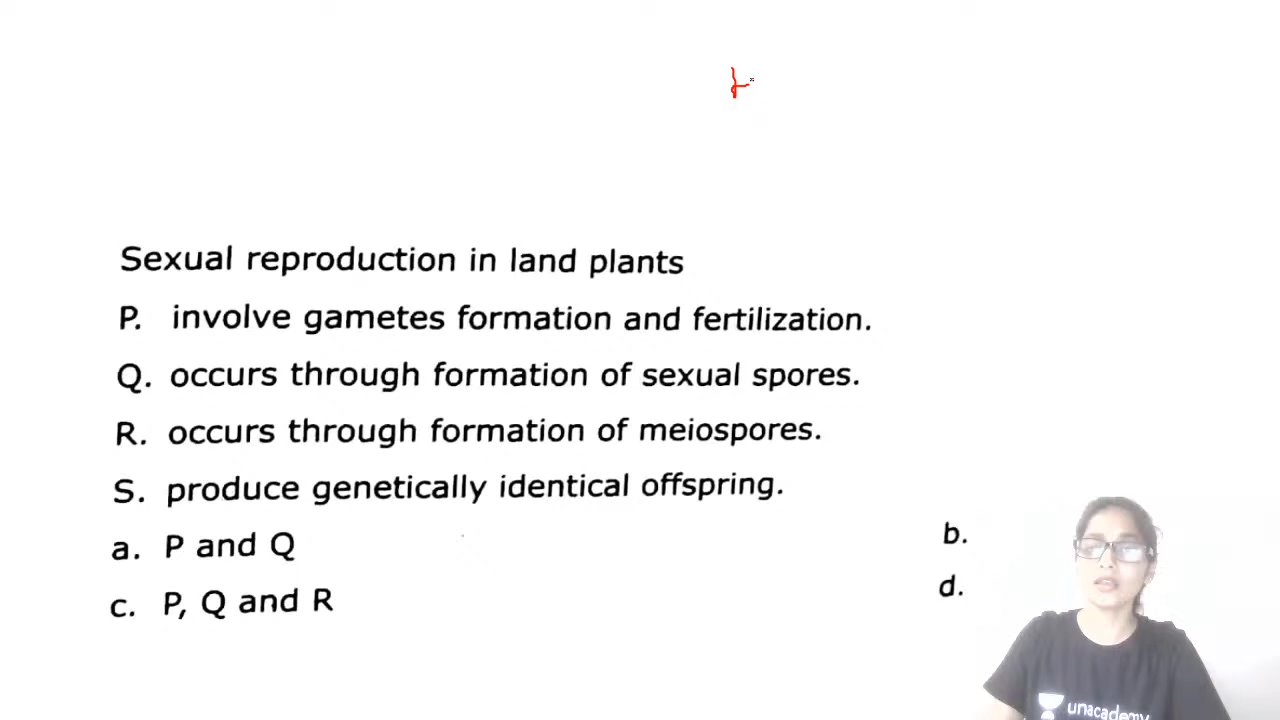 Sexual reproduction in land plants
P. involve gametes formation and fertilization.
Q. occurs through formation of sexual spores.
R. occurs through formation of meiospores.
S. produce genetically identical offspring.
a. P and Q
b.
c. P, Q and R
d.
unacademy